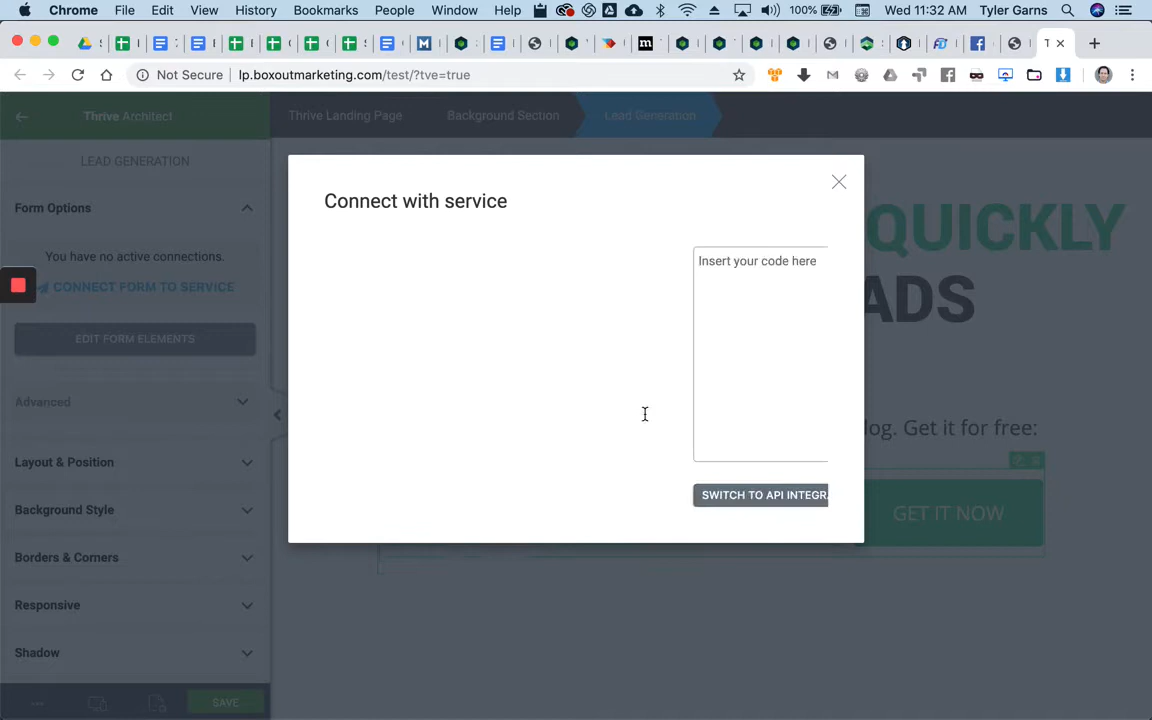 Chrome File Edit View History Bookmarks People Window Help 100% Wed 11:32 AM Tyler Garns
Not Secure lp.boxoutmarketing.com/test/?tve=true
Thrive Architect
Thrive Landing Page Background Section Lead Generation
LEAD GENERATION
Form Options
You have no active connections.
CONNECT FORM TO SERVICE
EDIT FORM ELEMENTS
Advanced
Layout & Position
Background Style
Borders & Corners
Responsive
Shadow
SAVE
Connect with service
Insert your code here
SWITCH TO API INTEGRA
QUICKLY
ADS
log. Get it for free:
GET IT NOW